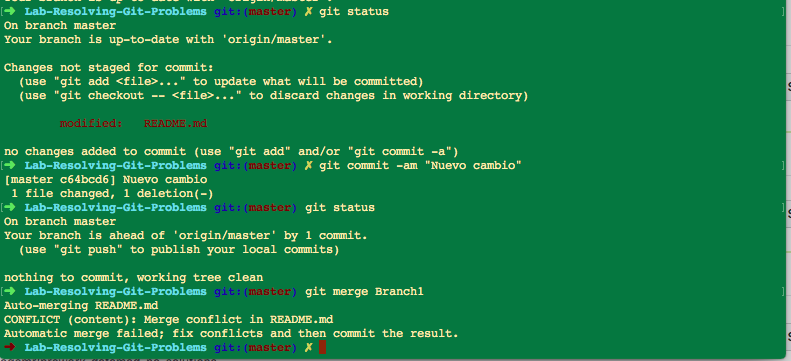 [➜ Lab-Resolving-Git-Problems git:(master) ✗ git status ]
On branch master
Your branch is up-to-date with 'origin/master'.
Changes not staged for commit:
(use "git add <file>..." to update what will be committed)
(use "git checkout -- <file>..." to discard changes in working directory)
modified: README.md
no changes added to commit (use "git add" and/or "git commit -a")
[➜ Lab-Resolving-Git-Problems git:(master) ✗ git commit -am "Nuevo cambio" ]
[master c64bcd6] Nuevo cambio
1 file changed, 1 deletion(-)
[➜ Lab-Resolving-Git-Problems git:(master) git status ]
On branch master
Your branch is ahead of 'origin/master' by 1 commit.
(use "git push" to publish your local commits)
nothing to commit, working tree clean
[➜ Lab-Resolving-Git-Problems git:(master) git merge Branch1 ]
Auto-merging README.md
CONFLICT (content): Merge conflict in README.md
Automatic merge failed; fix conflicts and then commit the result.
➜ Lab-Resolving-Git-Problems git:(master) ✗